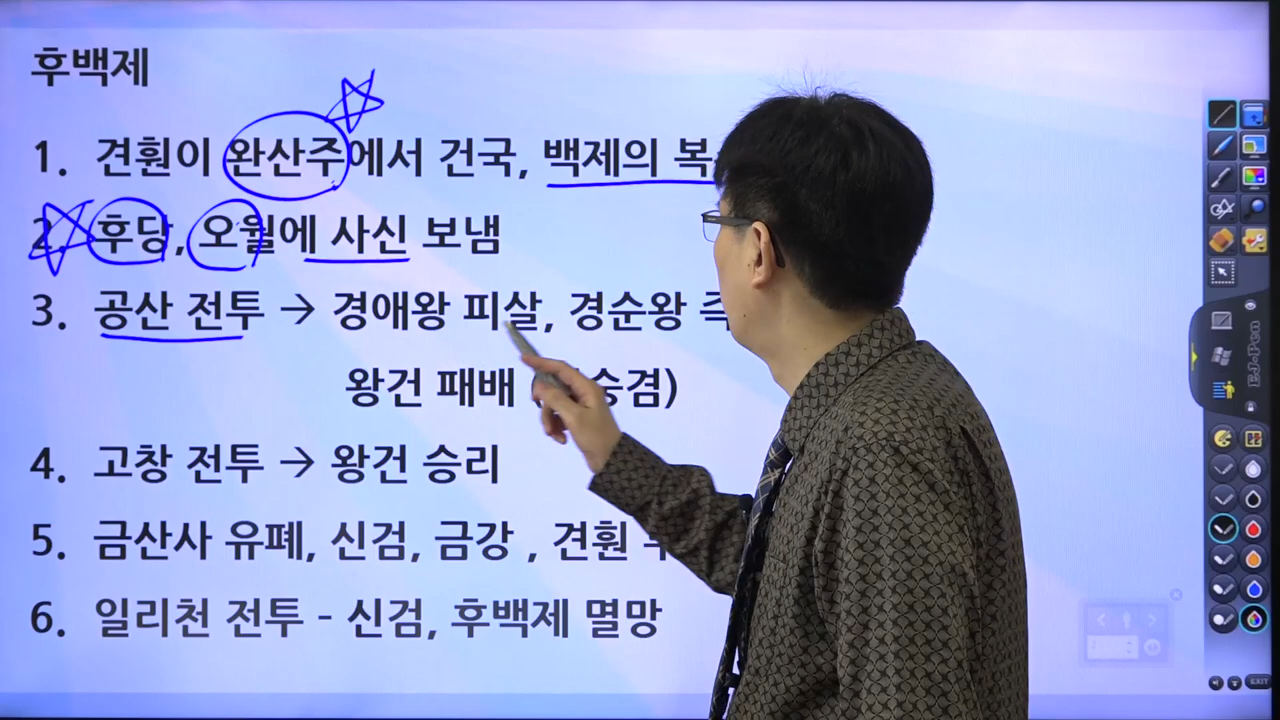 후백제
1. 견훤이 완산주에서 건국, 백제의 복
2. 후당, 오월에 사신 보냄
3. 공산 전투 → 경애왕 피살, 경순왕
왕건 패배 (승겸)
4. 고창 전투 → 왕건 승리
5. 금산사 유폐, 신검, 금강 , 견훤
6. 일리천 전투 - 신검, 후백제 멸망
EJ-Pen
EXIT